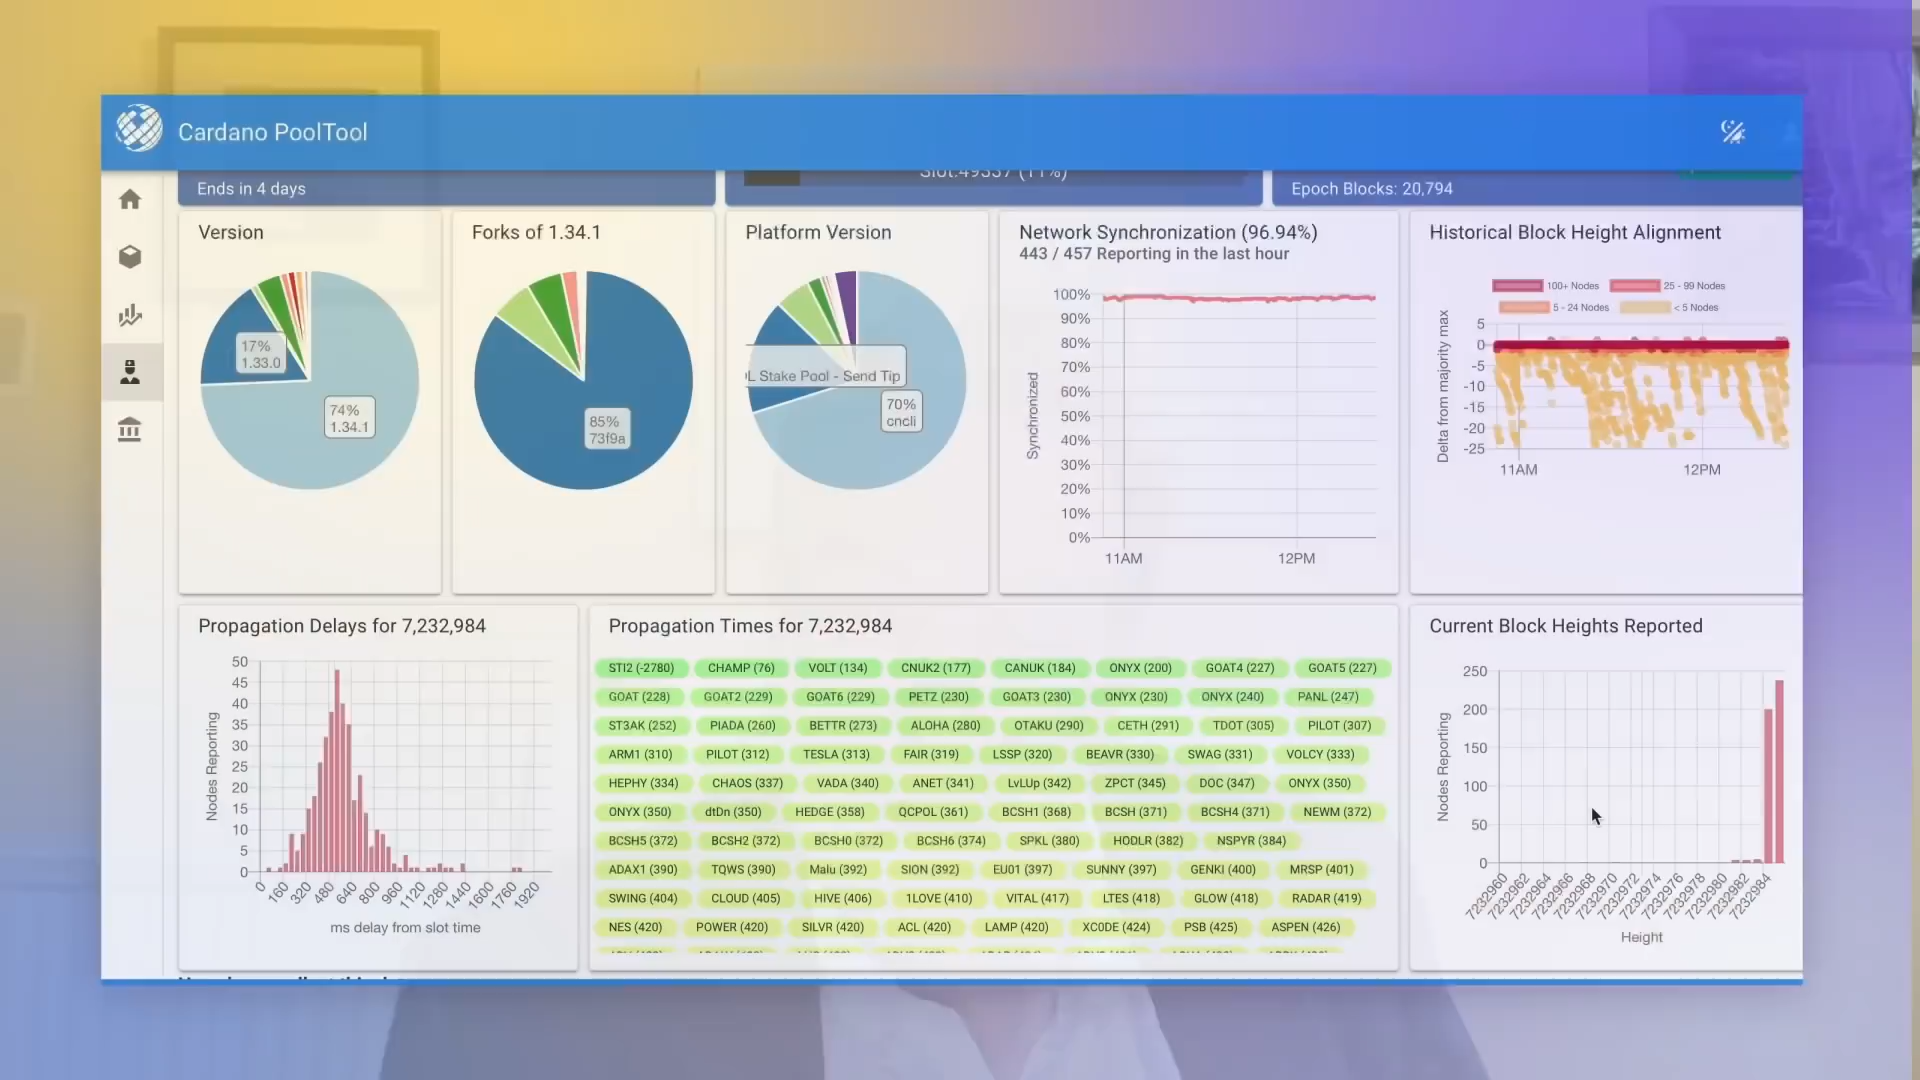 Cardano PoolTool
Ends in 4 days
Slot:49337 (11%)
Epoch Blocks: 20,794
Version
17%
1.33.0
74%
1.34.1
Forks of 1.34.1
85%
73f9a
Platform Version
L Stake Pool - Send Tip
70%
cncli
Network Synchronization (96.94%)
443 / 457 Reporting in the last hour
Synchronized
100%
90%
80%
70%
60%
50%
40%
30%
20%
10%
0%
11AM 12PM
Historical Block Height Alignment
100+ Nodes 25 - 99 Nodes
5 - 24 Nodes < 5 Nodes
Delta from majority max
5
0
-5
-10
-15
-20
-25
11AM 12PM
Propagation Delays for 7,232,984
Nodes Reporting
50
45
40
35
30
25
20
15
10
5
0
0 160 320 480 640 800 960 1120 1280 1440 1600 1760 1920
ms delay from slot time
Propagation Times for 7,232,984
STI2 (-2780) CHAMP (76) VOLT (134) CNUK2 (177) CANUK (184) ONYX (200) GOAT4 (227) GOAT5 (227)
GOAT (228) GOAT2 (229) GOAT6 (229) PETZ (230) GOAT3 (230) ONYX (230) ONYX (240) PANL (247)
ST3AK (252) PIADA (260) BETTR (273) ALOHA (280) OTAKU (290) CETH (291) TDOT (305) PILOT (307)
ARM1 (310) PILOT (312) TESLA (313) FAIR (319) LSSP (320) BEAVR (330) SWAG (331) VOLCY (333)
HEPHY (334) CHAOS (337) VADA (340) ANET (341) LvLUp (342) ZPCT (345) DOC (347) ONYX (350)
ONYX (350) dtDn (350) HEDGE (358) QCPOL (361) BCSH1 (368) BCSH (371) BCSH4 (371) NEWM (372)
BCSH5 (372) BCSH2 (372) BCSH0 (372) BCSH6 (374) SPKL (380) HODLR (382) NSPYR (384)
ADAX1 (390) TQWS (390) Malu (392) SION (392) EU01 (397) SUNNY (397) GENKI (400) MRSP (401)
SWING (404) CLOUD (405) HIVE (406) 1LOVE (410) VITAL (417) LTES (418) GLOW (418) RADAR (419)
NES (420) POWER (420) SILVR (420) ACL (420) LAMP (420) XC0DE (424) PSB (425) ASPEN (426)
Current Block Heights Reported
Nodes Reporting
250
200
150
100
50
0
7232960 7232962 7232964 7232966 7232968 7232970 7232972 7232974 7232976 7232978 7232980 7232982 7232984
Height